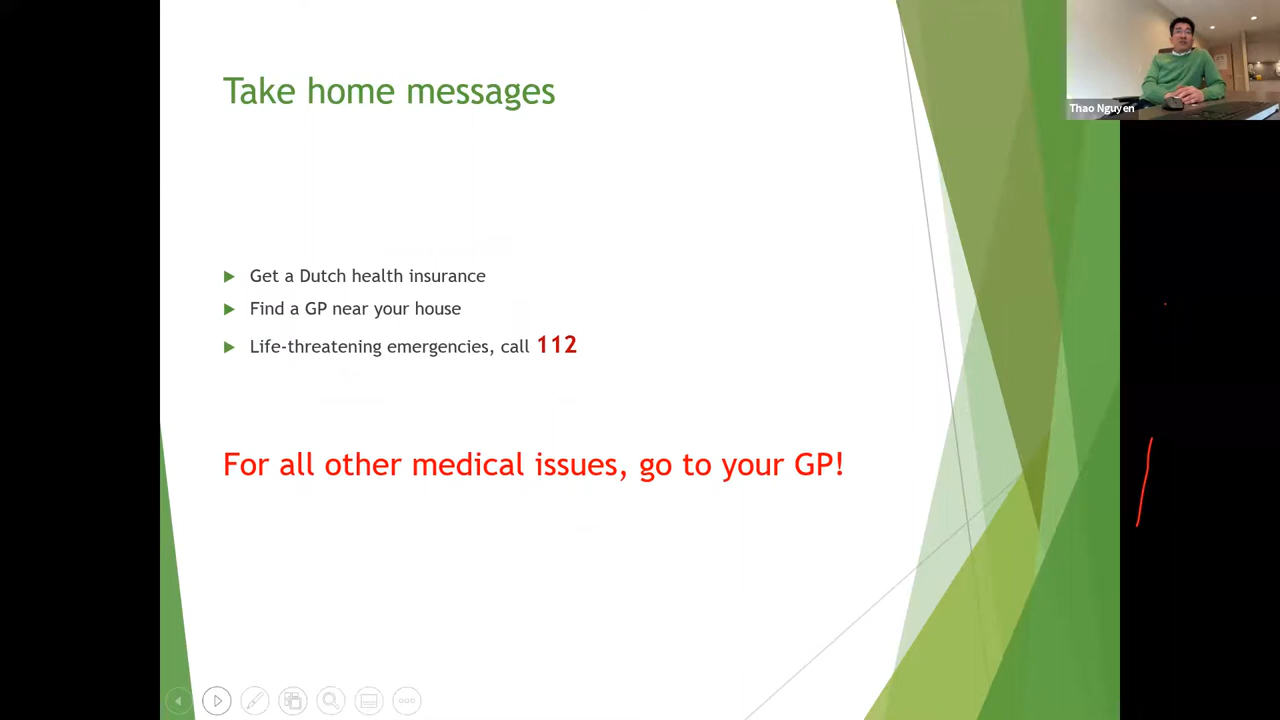 Take home messages
Thao Nguyen
Get a Dutch health insurance
Find a GP near your house
Life-threatening emergencies, call 112
For all other medical issues, go to your GP!